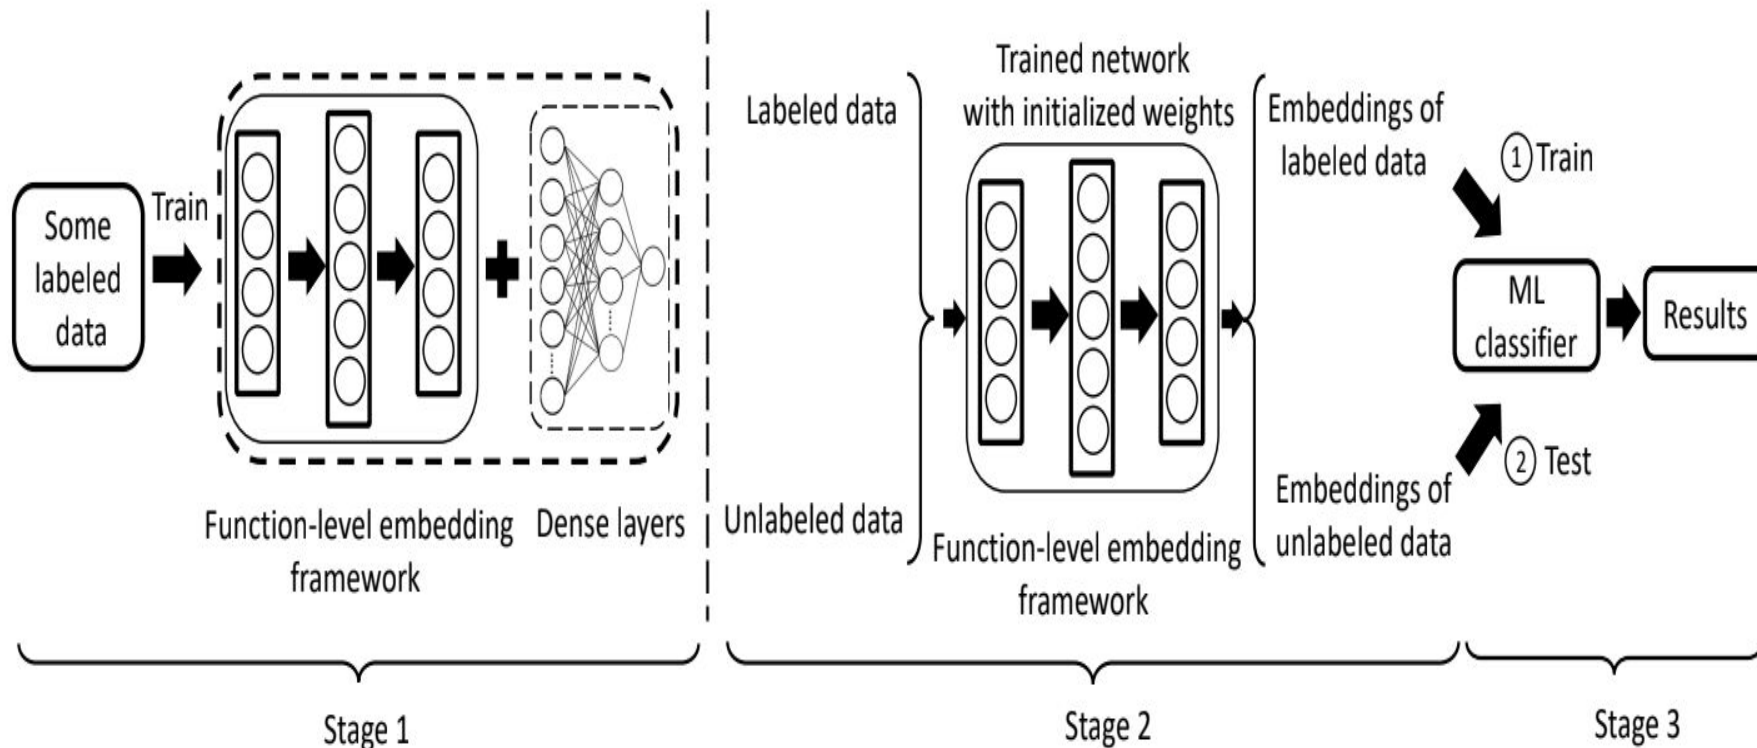 Some
labeled
data
Train
Function-level embedding
framework
Dense layers
Stage 1
Labeled data
Unlabeled data
Trained network
with initialized weights
Function-level embedding
framework
Embeddings of
labeled data
Embeddings of
unlabeled data
Stage 2
1 Train
2 Test
ML
classifier
Results
Stage 3